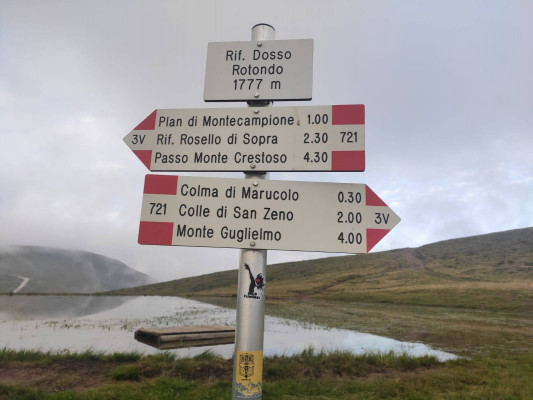 Rif. Dosso
Rotondo
1777 m
Plan di Montecampione 1.00
3V Rif. Rosello di Sopra 2.30 721
Passo Monte Crestoso 4.30
Colma di Marucolo 0.30
721 Colle di San Zeno 2.00 3V
Monte Guglielmo 4.00